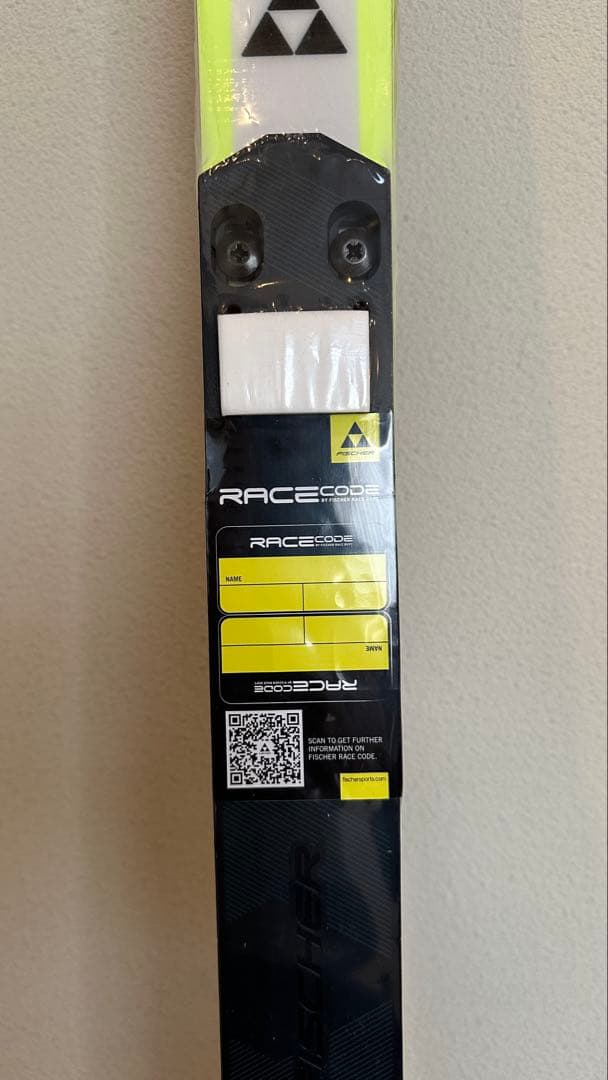 FISCHER
RACECODE
BY FISCHER RACE DEPT.
RACECODE
BY FISCHER RACE DEPT.
NAME
NAME
RACECODE
BY FISCHER RACE DEPT.
SCAN TO GET FURTHER
INFORMATION ON
FISCHER RACE CODE.
fischersports.com
FISCHER